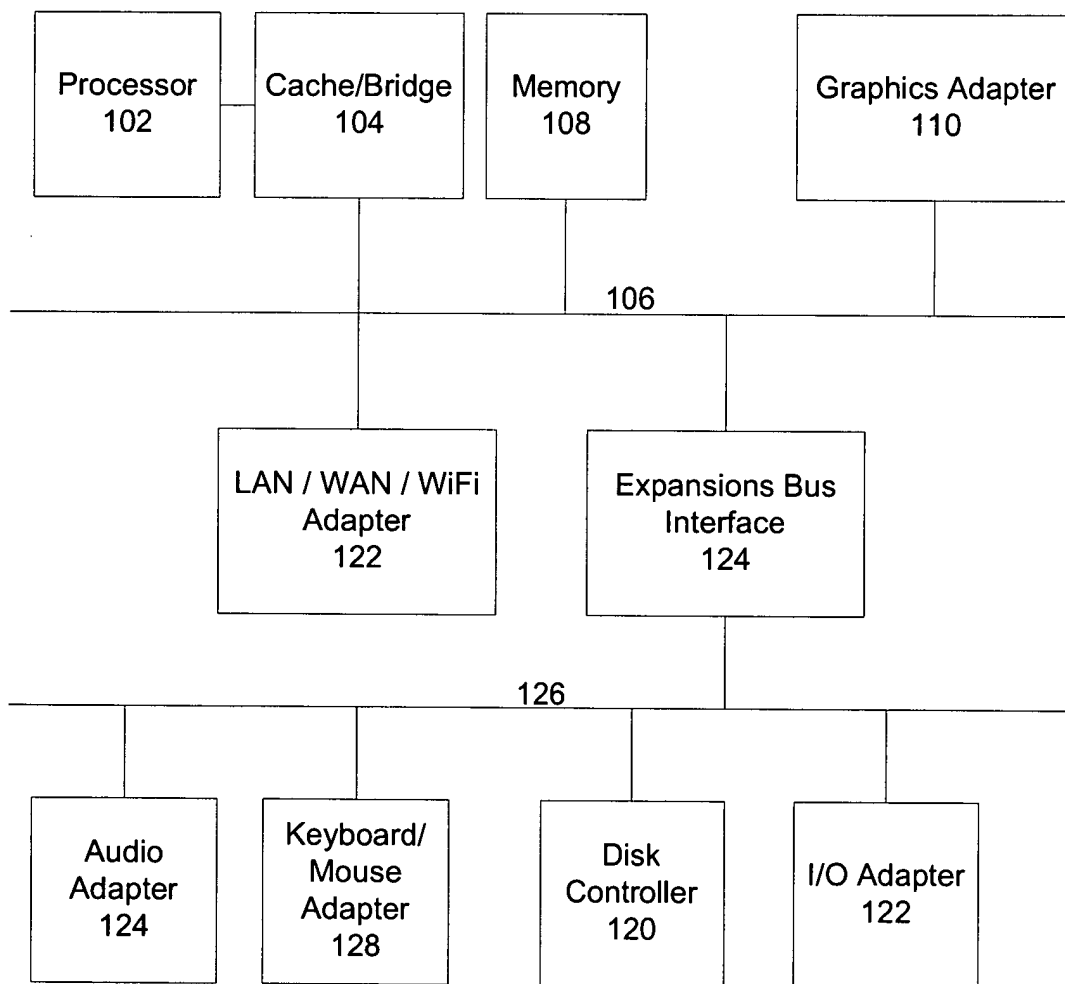 Processor
102
Cache/Bridge
104
Memory
108
Graphics Adapter
110
106
LAN / WAN / WiFi
Adapter
122
Expansions Bus
Interface
124
126
Audio
Adapter
124
Keyboard/
Mouse
Adapter
128
Disk
Controller
120
I/O Adapter
122